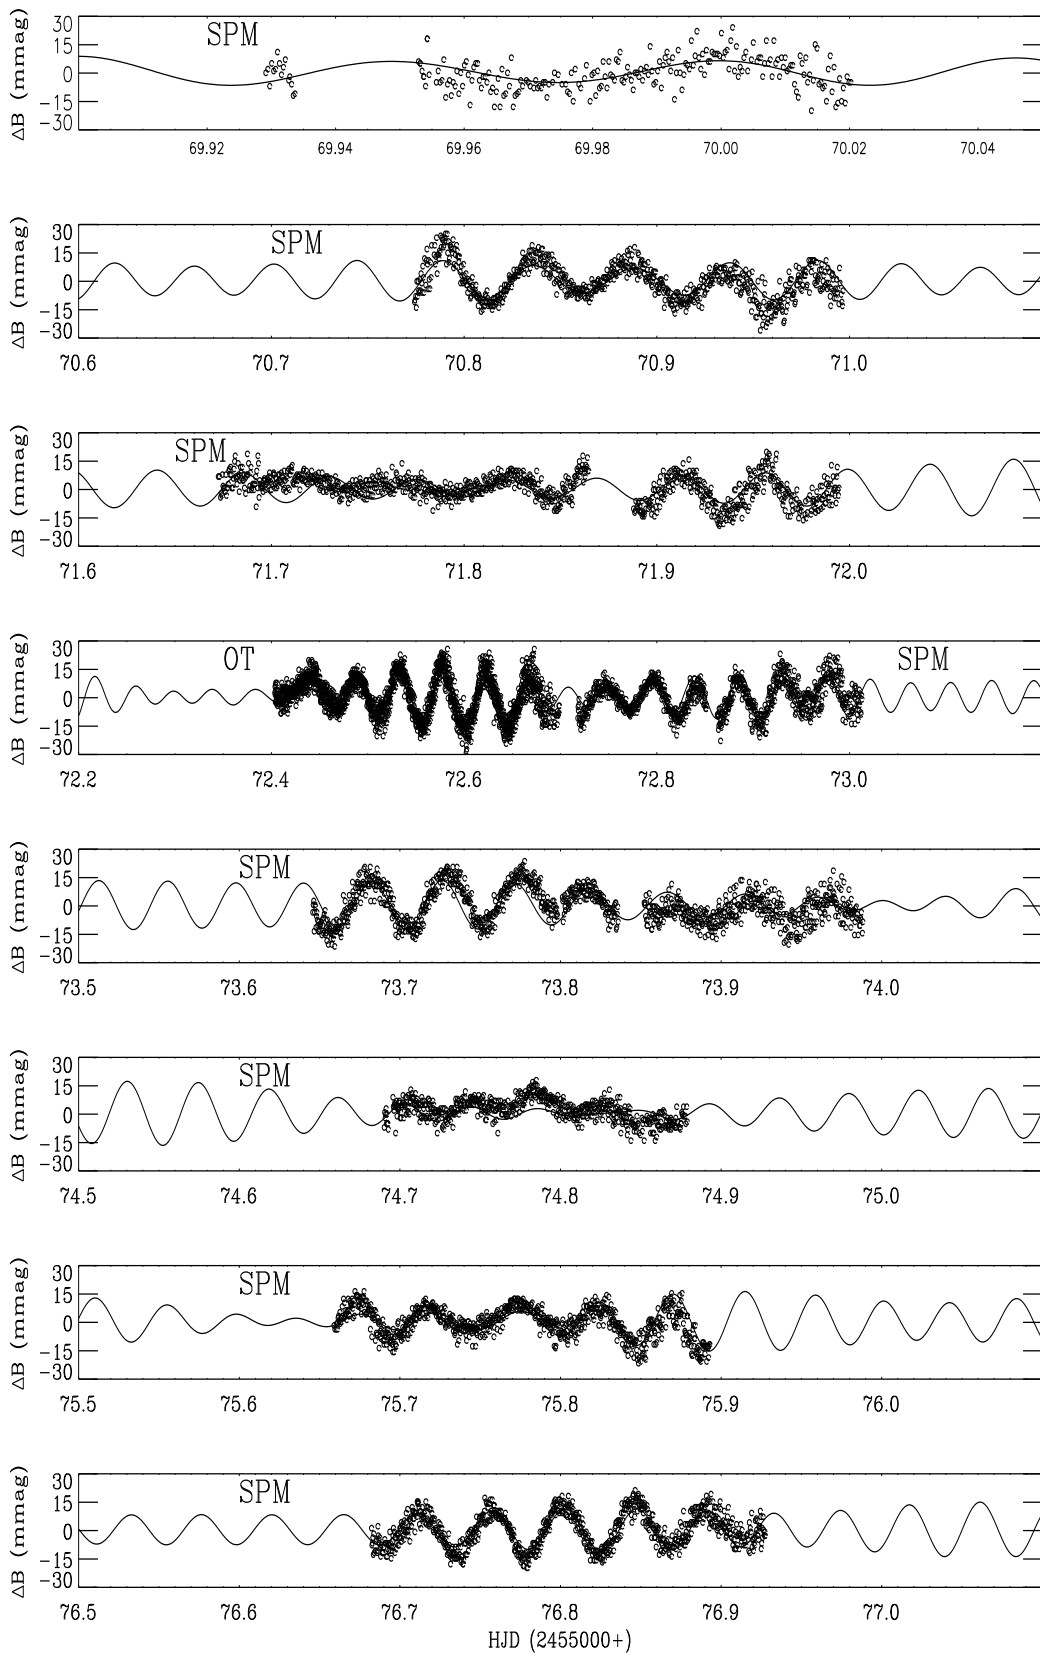 SPM
ΔB (mmag)
30
15
0
−15
−30
69.92 69.94 69.96 69.98 70.00 70.02 70.04
SPM
ΔB (mmag)
30
15
0
−15
−30
70.6 70.7 70.8 70.9 71.0
SPM
ΔB (mmag)
30
15
0
−15
−30
71.6 71.7 71.8 71.9 72.0
OT SPM
ΔB (mmag)
30
15
0
−15
−30
72.2 72.4 72.6 72.8 73.0
SPM
ΔB (mmag)
30
15
0
−15
−30
73.5 73.6 73.7 73.8 73.9 74.0
SPM
ΔB (mmag)
30
15
0
−15
−30
74.5 74.6 74.7 74.8 74.9 75.0
SPM
ΔB (mmag)
30
15
0
−15
−30
75.5 75.6 75.7 75.8 75.9 76.0
SPM
ΔB (mmag)
30
15
0
−15
−30
76.5 76.6 76.7 76.8 76.9 77.0
HJD (2455000+)